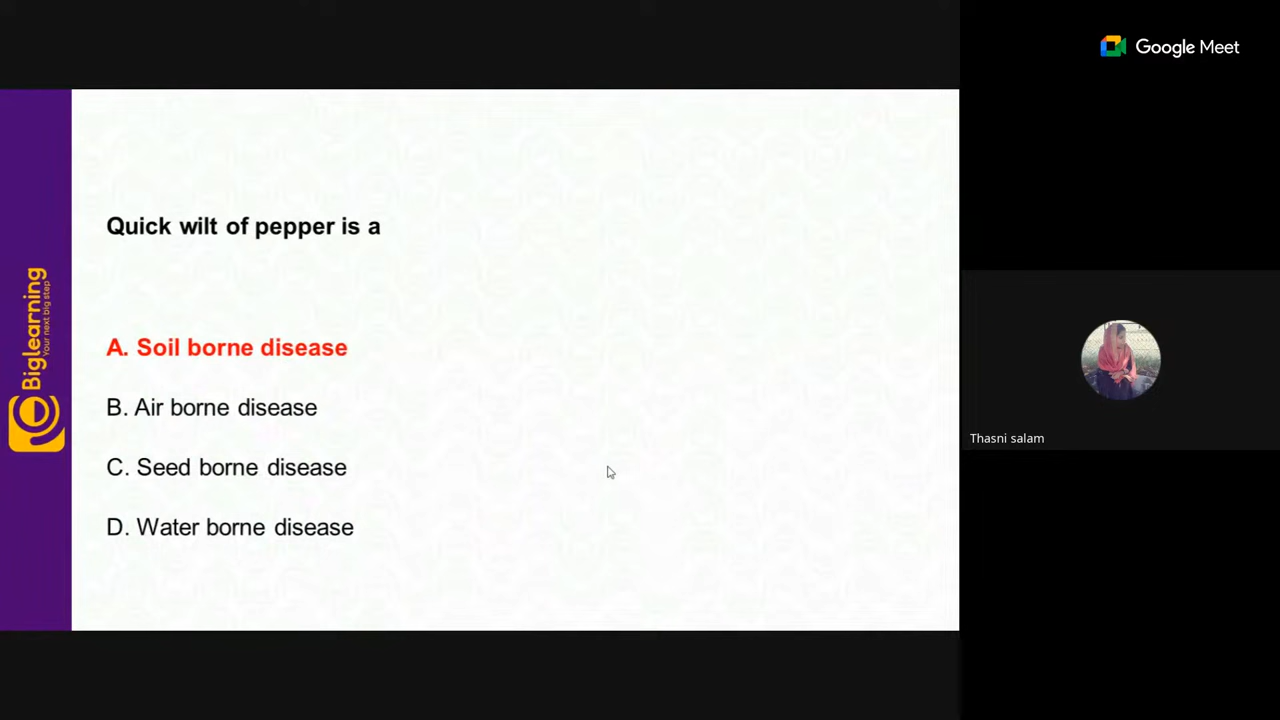 Google Meet
Quick wilt of pepper is a
A. Soil borne disease
B. Air borne disease
C. Seed borne disease
D. Water borne disease
Biglearning
Your next big step
Thasni salam